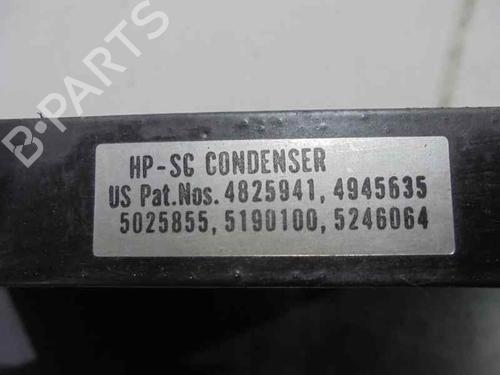 B-PARTS
HP-SC CONDENSER
US Pat.Nos. 4825941, 4945635
5025855, 5190100, 5246064